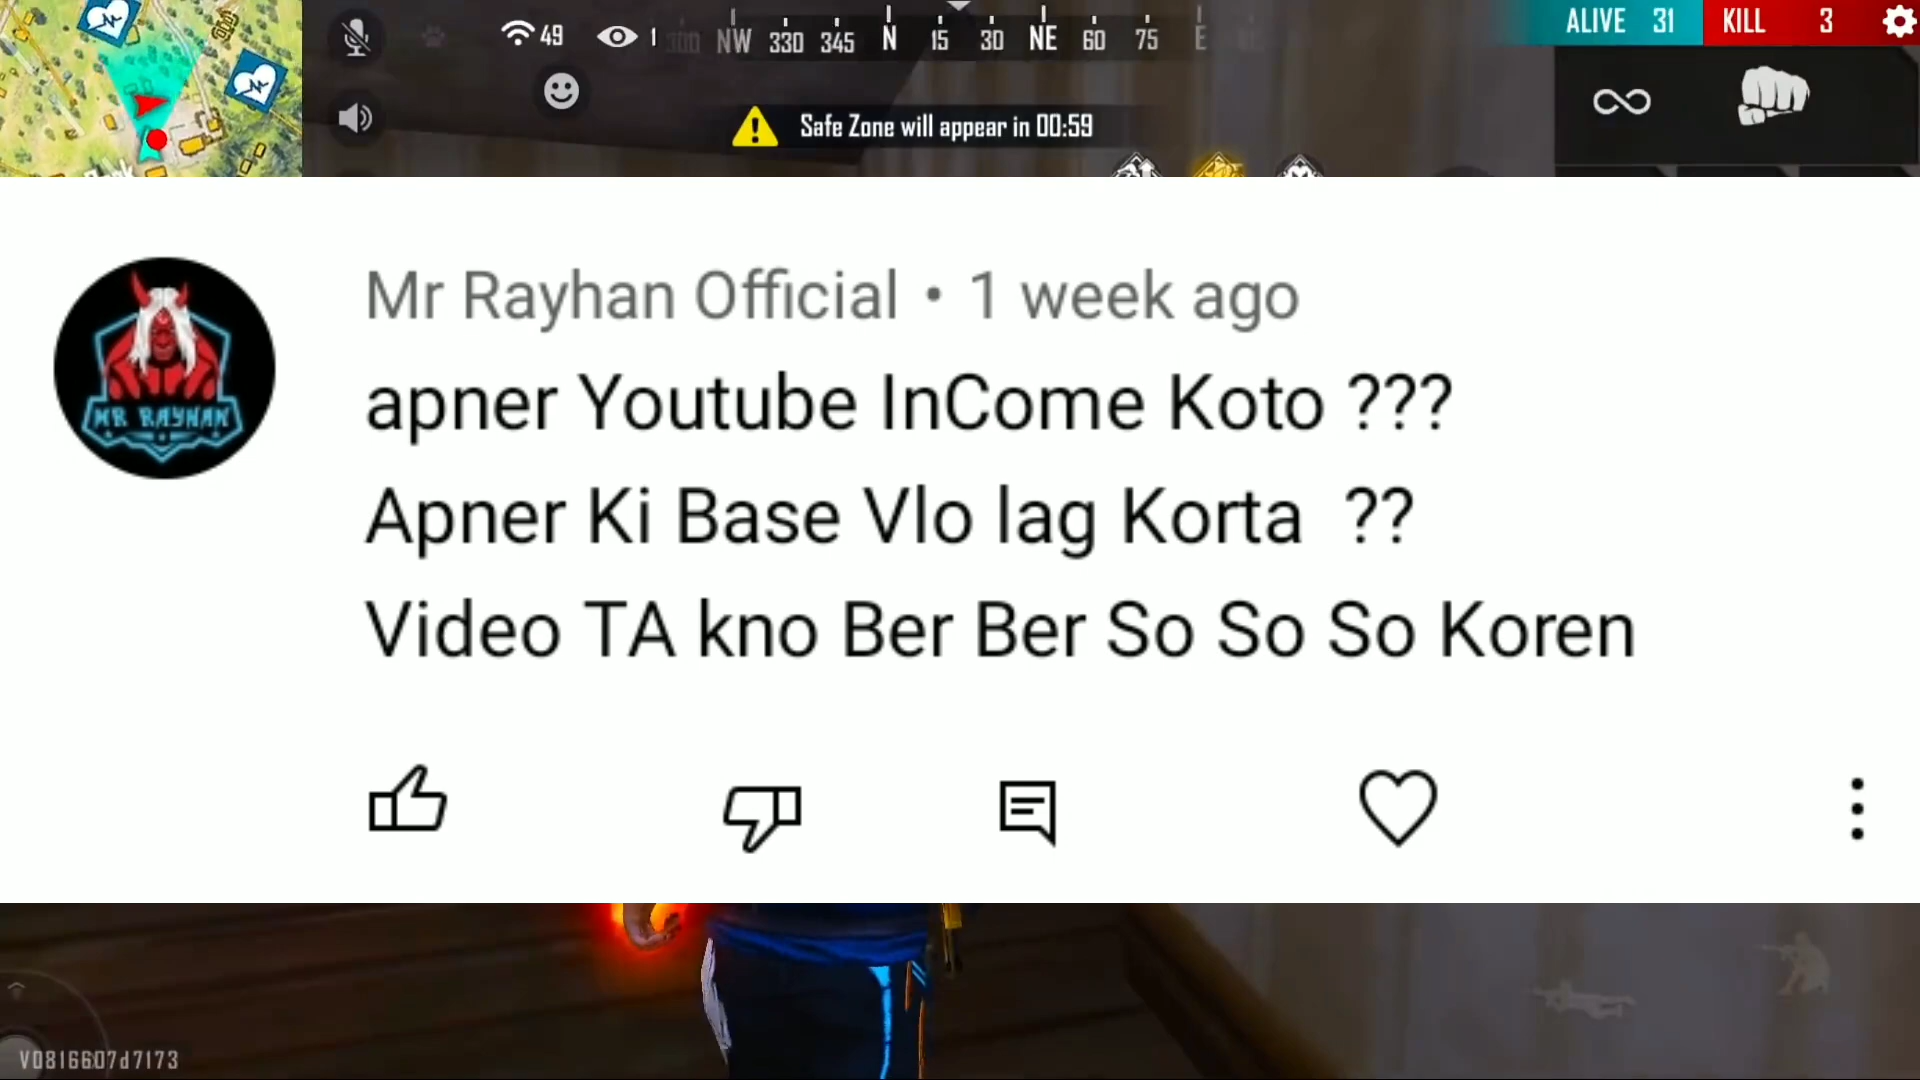 49
1
300 NW 330 345 N 15 30 NE 60 75 E
ALIVE 31 KILL 3
Safe Zone will appear in 00:59
Mr Rayhan Official • 1 week ago
MR RAYHAN
apner Youtube InCome Koto ???
Apner Ki Base Vlo lag Korta ??
Video TA kno Ber Ber So So So Koren
V0816607d7173